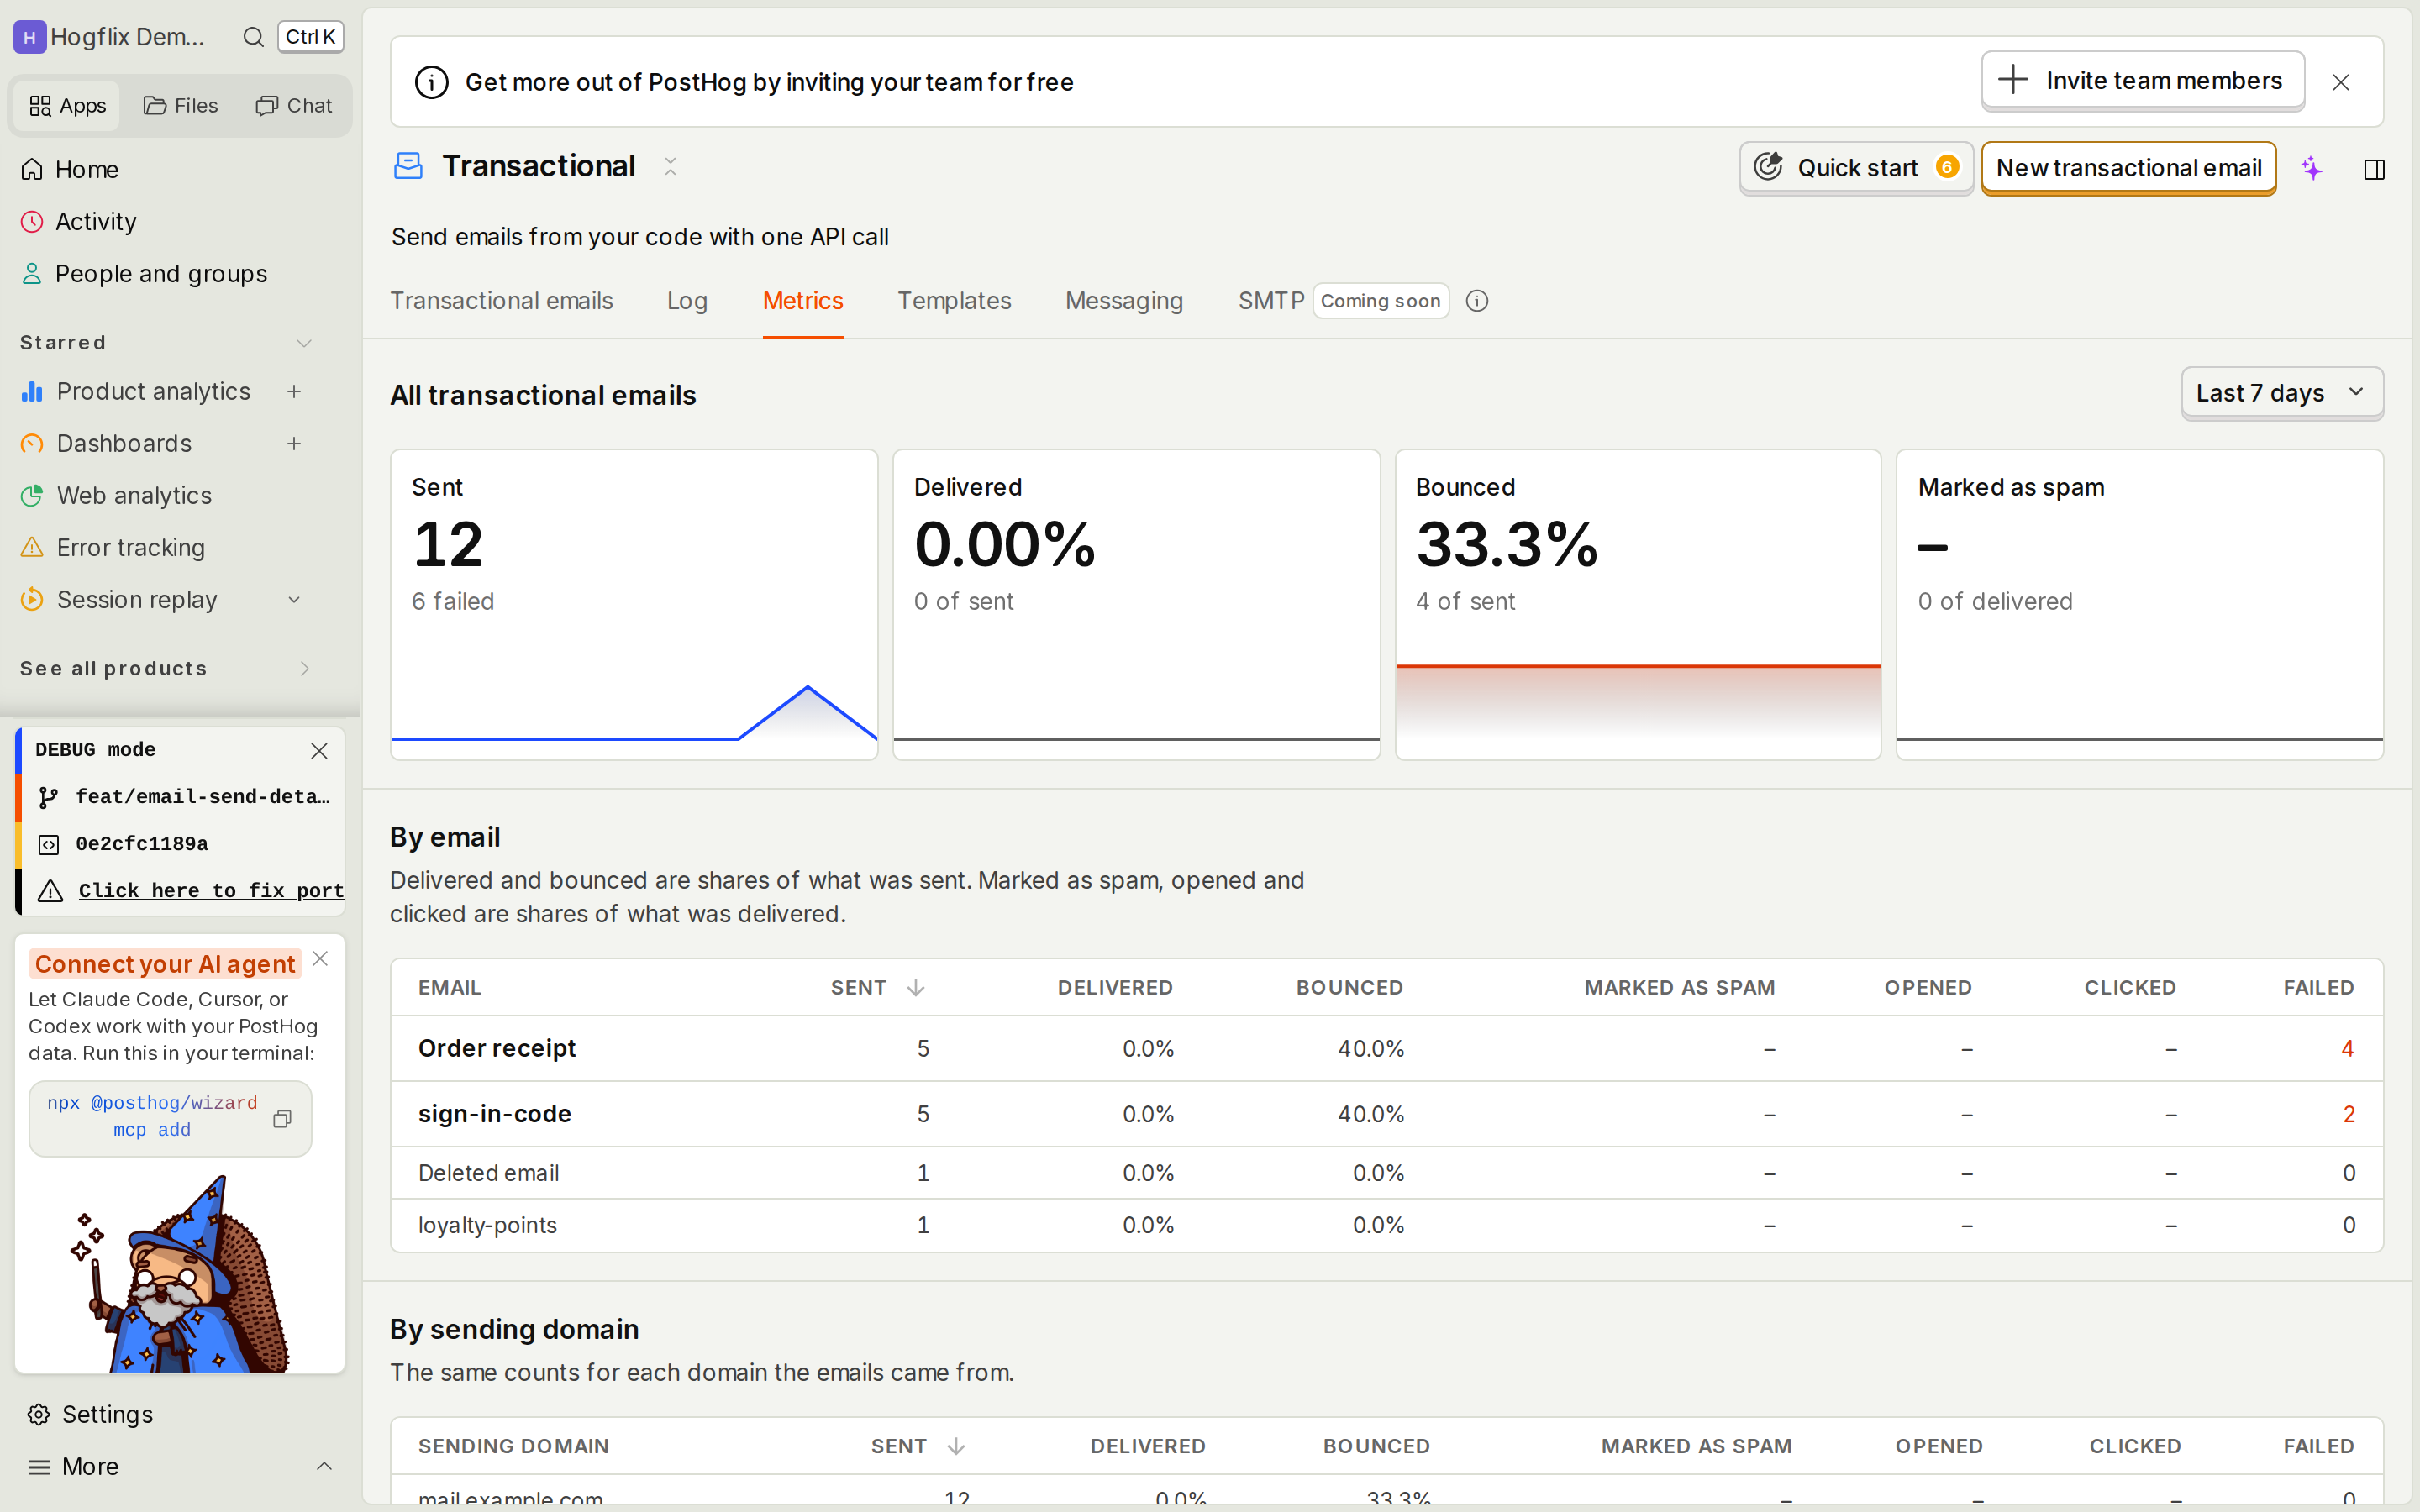 H Hogflix Dem... Ctrl K
Apps Files Chat
Home
Activity
People and groups
Starred
Product analytics
Dashboards
Web analytics
Error tracking
Session replay
See all products
DEBUG mode
feat/email-send-deta…
0e2cfc1189a
Click here to fix port
Connect your AI agent
Let Claude Code, Cursor, or
Codex work with your PostHog
data. Run this in your terminal:
npx @posthog/wizard
mcp add
Settings
More
Get more out of PostHog by inviting your team for free
Invite team members
Transactional
Quick start 6
New transactional email
Send emails from your code with one API call
Transactional emails Log Metrics Templates Messaging SMTP Coming soon
All transactional emails
Last 7 days
Sent
12
6 failed
Delivered
0.00%
0 of sent
Bounced
33.3%
4 of sent
Marked as spam
–
0 of delivered
By email
Delivered and bounced are shares of what was sent. Marked as spam, opened and
clicked are shares of what was delivered.
EMAIL SENT DELIVERED BOUNCED MARKED AS SPAM OPENED CLICKED FAILED
Order receipt 5 0.0% 40.0% – – – 4
sign-in-code 5 0.0% 40.0% – – – 2
Deleted email 1 0.0% 0.0% – – – 0
loyalty-points 1 0.0% 0.0% – – – 0
By sending domain
The same counts for each domain the emails came from.
SENDING DOMAIN SENT DELIVERED BOUNCED MARKED AS SPAM OPENED CLICKED FAILED
mail.example.com 12 0.0% 33.3% – – – 0